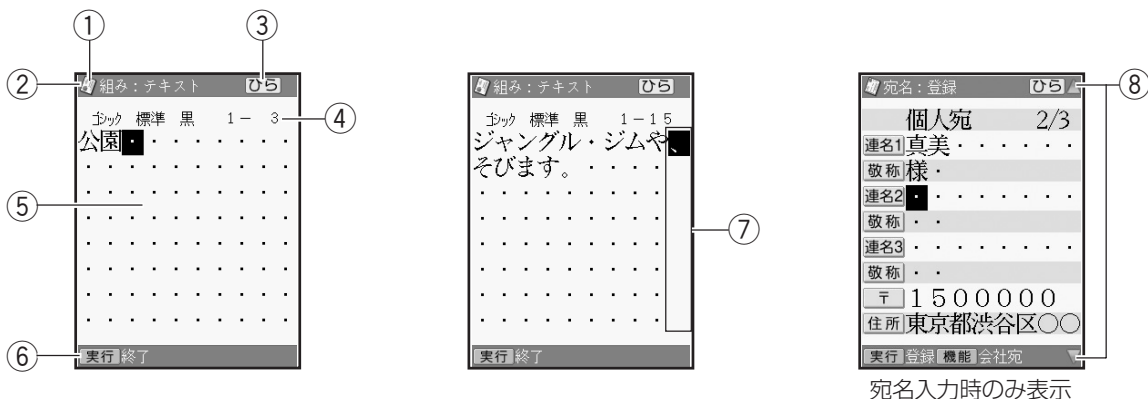 ① ③
② 組み：テキスト ひら
ゴシック 標準 黒 1－ 3 ④
公園・
⑤
⑥ 実行 終了
組み：テキスト ひら
ゴシック 標準 黒 1－15
ジャングル・ジムや、
そびます。
⑦
実行 終了
宛名：登録 ひら ▲ ⑧
個人宛 2/3
連名1 真美
敬称 様
連名2
敬称
連名3
敬称
〒 1500000
住所 東京都渋谷区○○
実行 登録 機能 会社宛 ▼
宛名入力時のみ表示